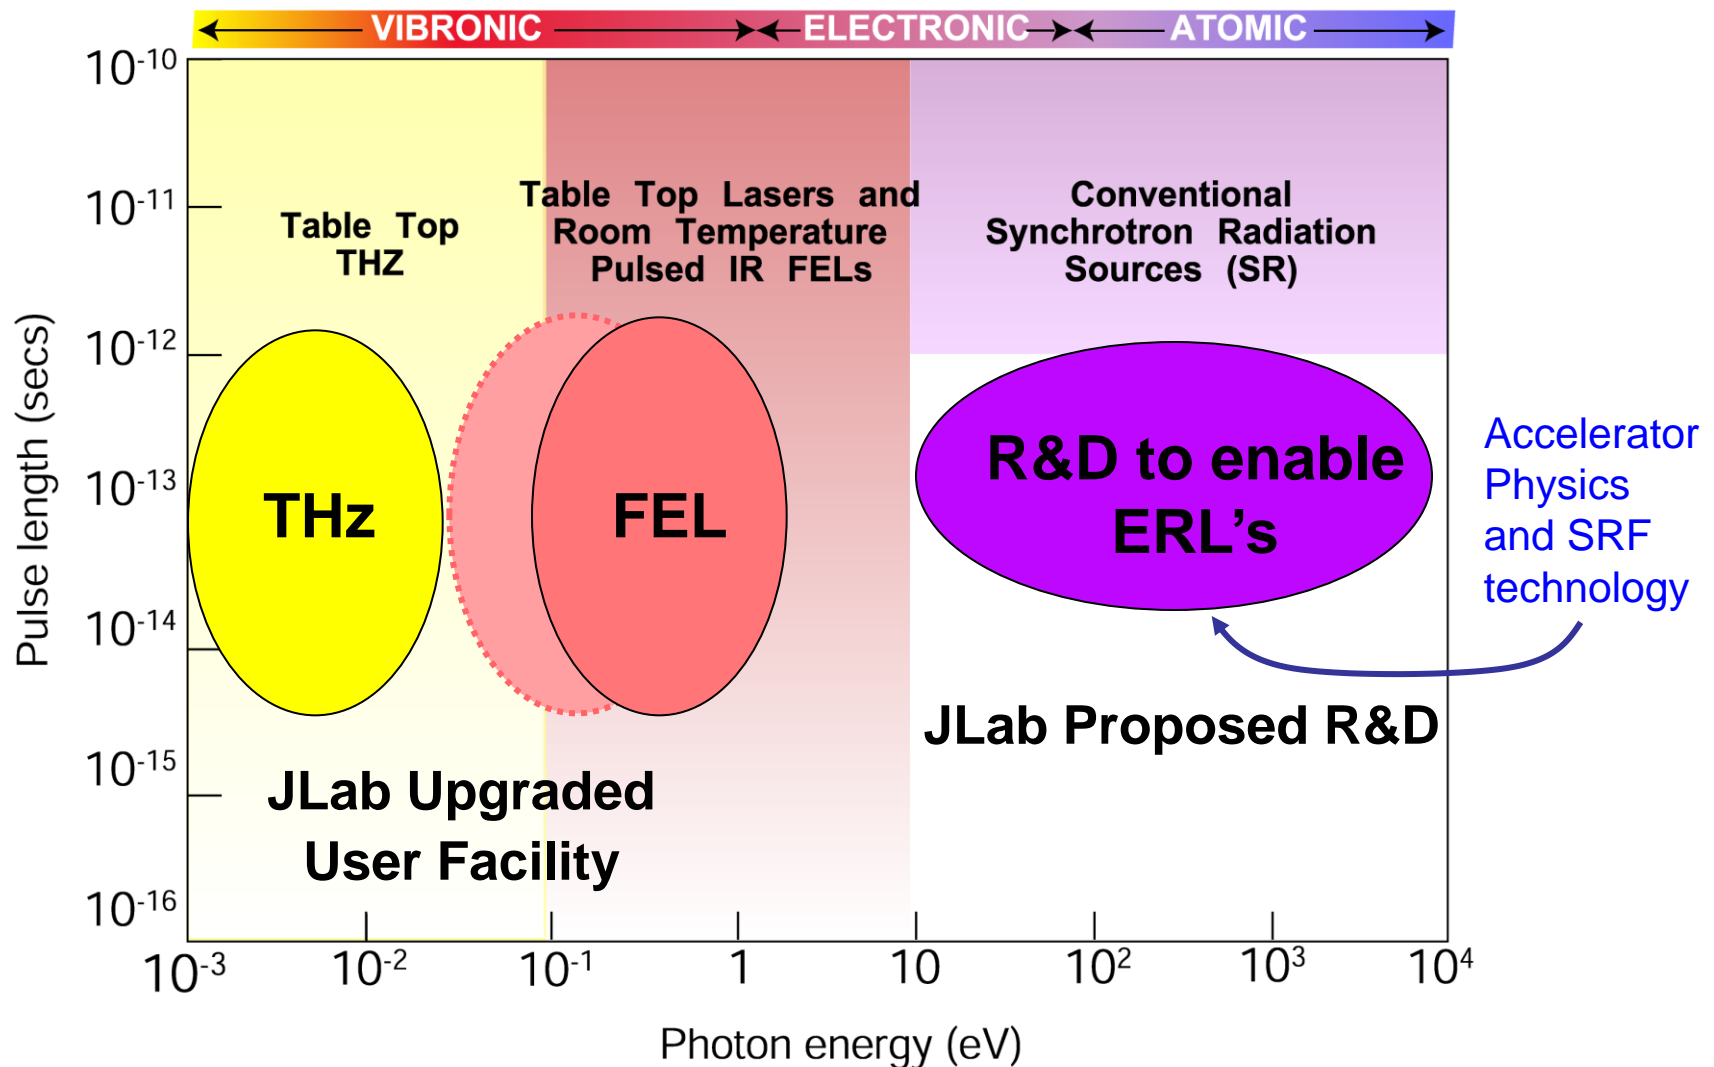 VIBRONIC ELECTRONIC ATOMIC
10⁻¹⁰
10⁻¹¹
10⁻¹²
10⁻¹³
10⁻¹⁴
10⁻¹⁵
10⁻¹⁶
Pulse length (secs)
Table Top
THZ
Table Top Lasers and
Room Temperature
Pulsed IR FELs
Conventional
Synchrotron Radiation
Sources (SR)
THz
FEL
R&D to enable
ERL’s
Accelerator
Physics
and SRF
technology
JLab Proposed R&D
JLab Upgraded
User Facility
10⁻³ 10⁻² 10⁻¹ 1 10 10² 10³ 10⁴
Photon energy (eV)